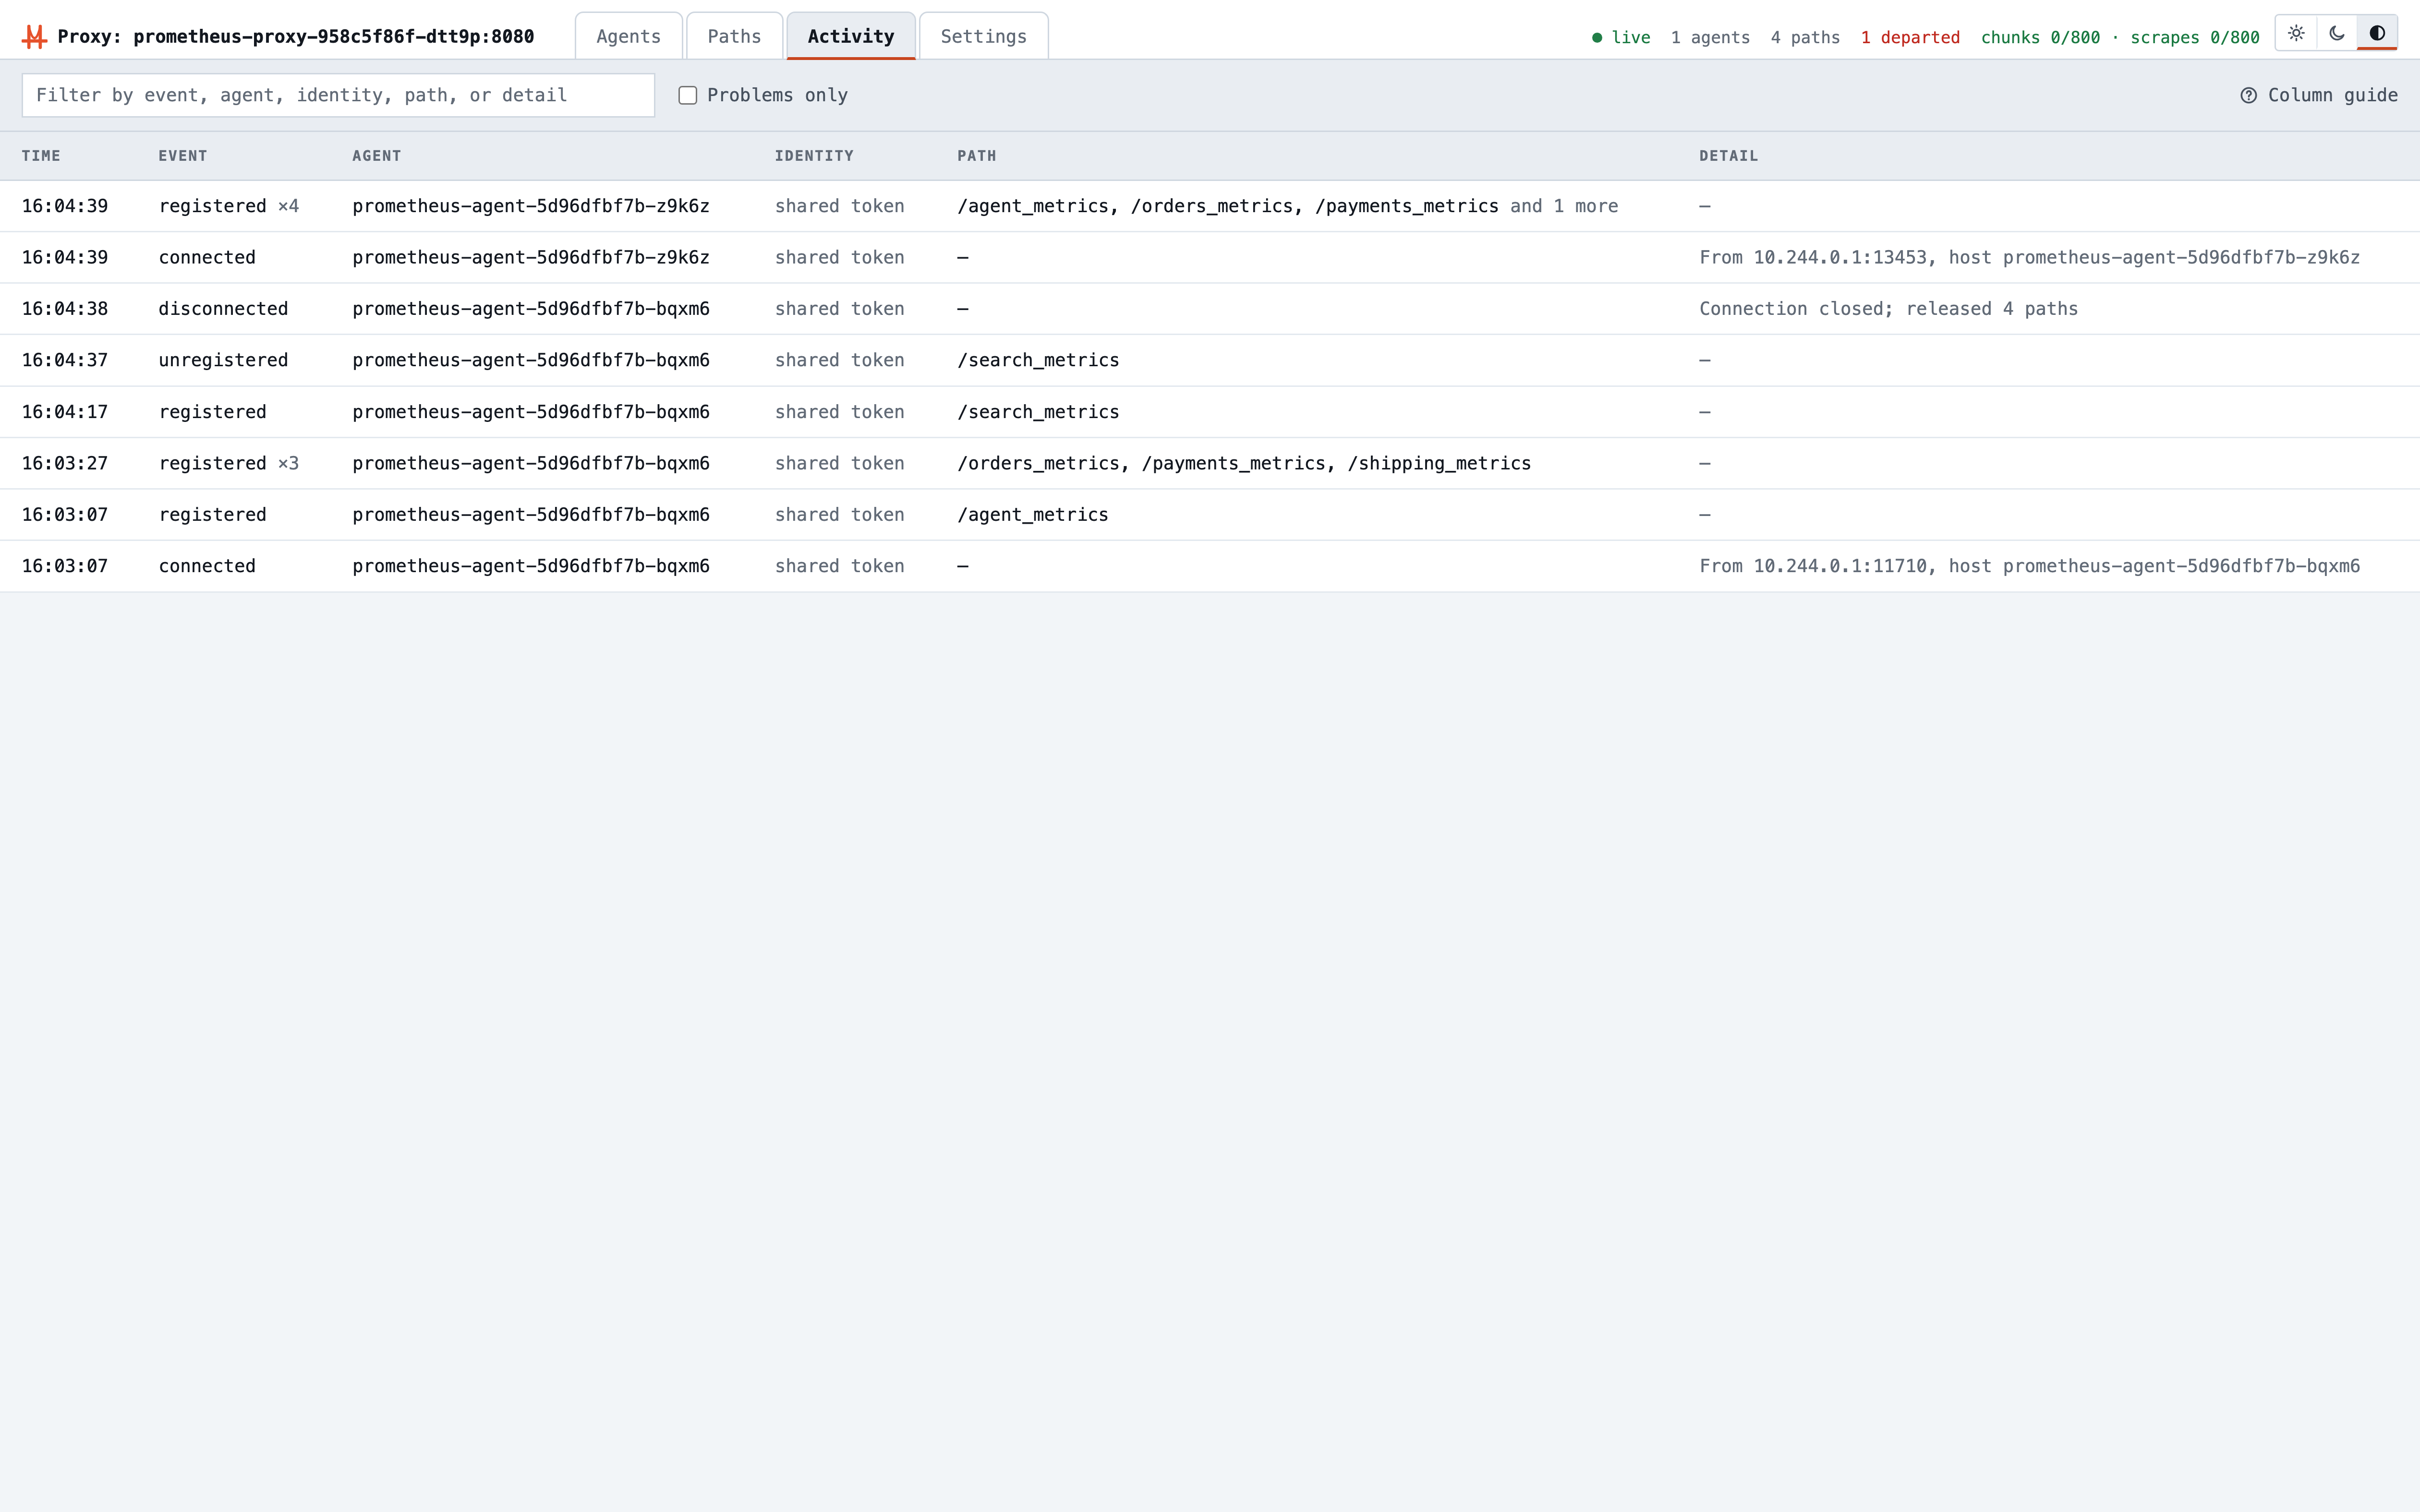 Proxy: prometheus-proxy-958c5f86f-dtt9p:8080 Agents Paths Activity Settings live 1 agents 4 paths 1 departed chunks 0/800 · scrapes 0/800
Filter by event, agent, identity, path, or detail Problems only Column guide
TIME EVENT AGENT IDENTITY PATH DETAIL
16:04:39 registered ×4 prometheus-agent-5d96dfbf7b-z9k6z shared token /agent_metrics, /orders_metrics, /payments_metrics and 1 more —
16:04:39 connected prometheus-agent-5d96dfbf7b-z9k6z shared token — From 10.244.0.1:13453, host prometheus-agent-5d96dfbf7b-z9k6z
16:04:38 disconnected prometheus-agent-5d96dfbf7b-bqxm6 shared token — Connection closed; released 4 paths
16:04:37 unregistered prometheus-agent-5d96dfbf7b-bqxm6 shared token /search_metrics —
16:04:17 registered prometheus-agent-5d96dfbf7b-bqxm6 shared token /search_metrics —
16:03:27 registered ×3 prometheus-agent-5d96dfbf7b-bqxm6 shared token /orders_metrics, /payments_metrics, /shipping_metrics —
16:03:07 registered prometheus-agent-5d96dfbf7b-bqxm6 shared token /agent_metrics —
16:03:07 connected prometheus-agent-5d96dfbf7b-bqxm6 shared token — From 10.244.0.1:11710, host prometheus-agent-5d96dfbf7b-bqxm6